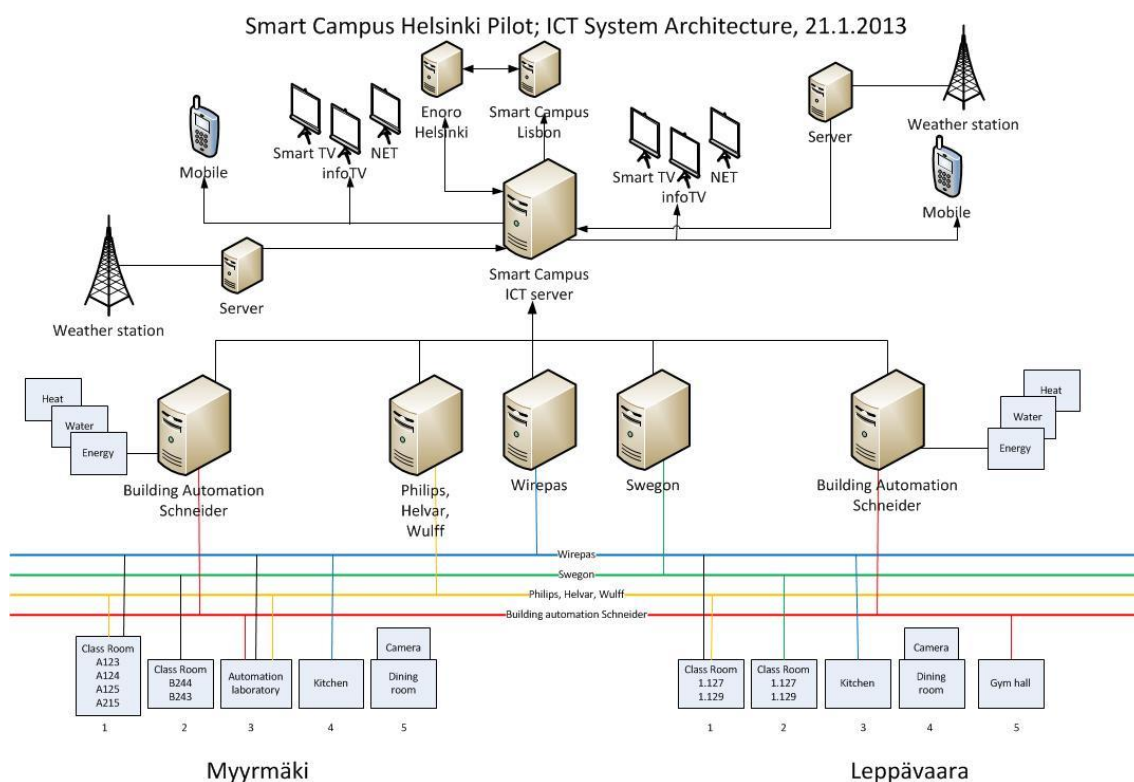 Smart Campus Helsinki Pilot; ICT System Architecture, 21.1.2013
Enoro
Helsinki
Smart Campus
Lisbon
Server
Weather station
Smart TV
infoTV
NET
Mobile
Smart TV
infoTV
NET
Mobile
Server
Weather station
Smart Campus
ICT server
Heat
Water
Energy
Building Automation
Schneider
Philips,
Helvar,
Wulff
Wirepas
Swegon
Building Automation
Schneider
Heat
Water
Energy
Wirepas
Swegon
Philips, Helvar, Wulff
Building automation Schneider
Class Room
A123
A124
A125
A215
1
Class Room
B244
B243
2
Automation
laboratory
3
Kitchen
4
Camera
Dining
room
5
Class Room
1.127
1.129
1
Class Room
1.127
1.129
2
Kitchen
3
Camera
Dining
room
4
Gym hall
5
Myyrmäki
Leppävaara